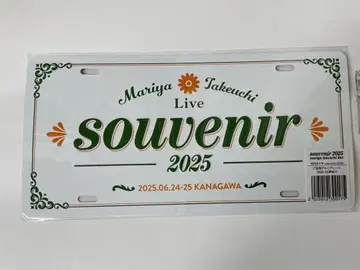 Mariya Takeuchi
Live
souvenir
2025
2025.06.24-25 KANAGAWA
souvenir 2025
mariya takeuchi live